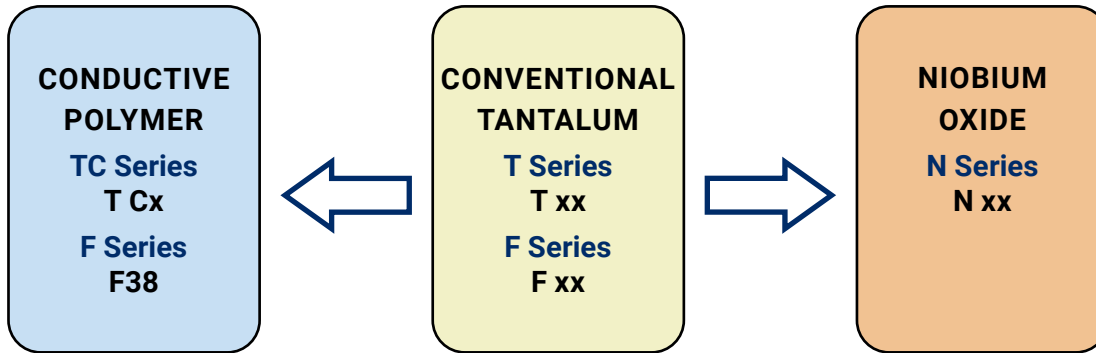 CONDUCTIVE
POLYMER
TC Series
T Cx
F Series
F38
CONVENTIONAL
TANTALUM
T Series
T xx
F Series
F xx
NIOBIUM
OXIDE
N Series
N xx